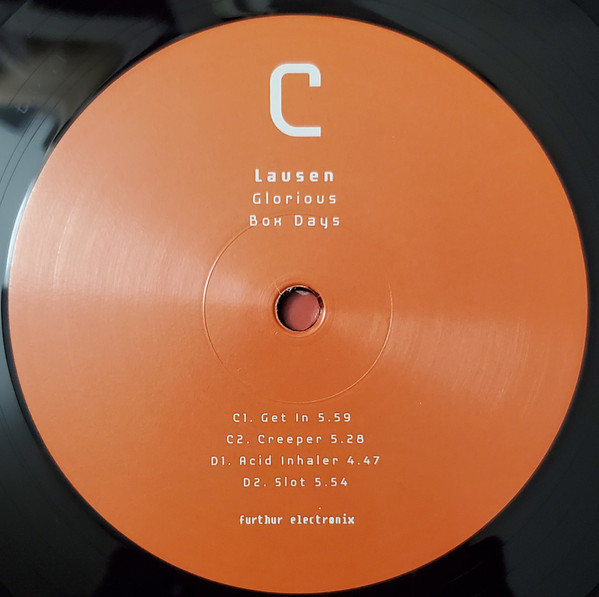 C
Lausen
Glorious
Box Days
C1. Get In 5.59
C2. Creeper 5.28
D1. Acid Inhaler 4.47
D2. Slot 5.54
furthur electronix